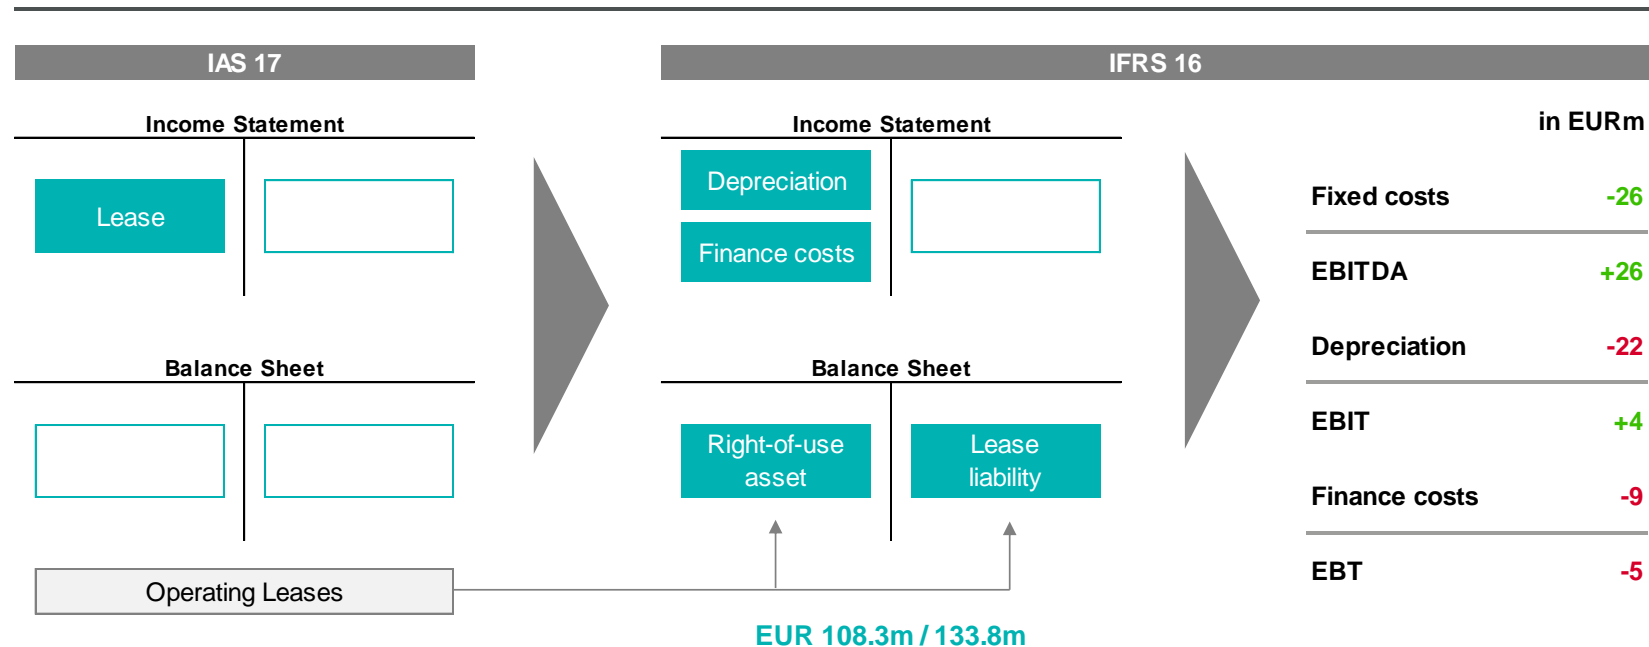 IAS 17
IFRS 16
Income Statement
Lease
Balance Sheet
Operating Leases
Income Statement
Depreciation
Finance costs
Balance Sheet
Right-of-use
asset
Lease
liability
EUR 108.3m / 133.8m
in EURm
Fixed costs -26
EBITDA +26
Depreciation -22
EBIT +4
Finance costs -9
EBT -5